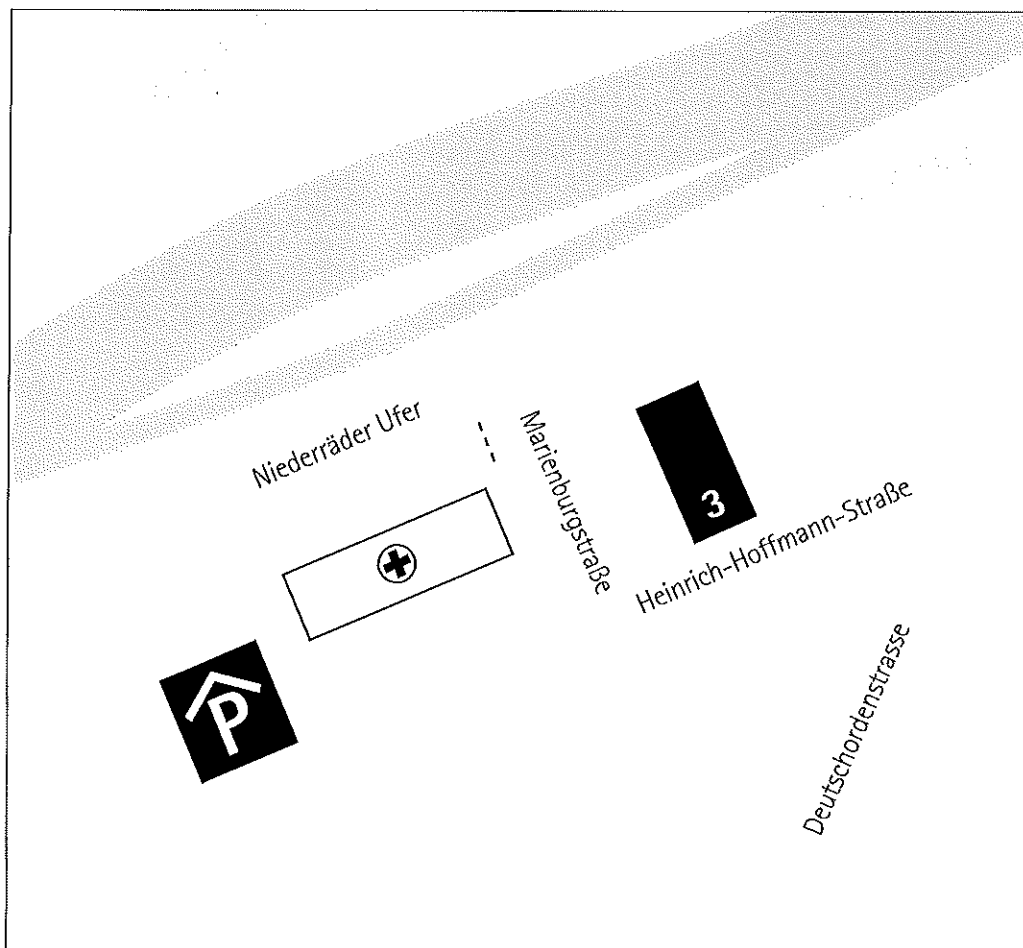 Niederräder Ufer
Marienburgstraße
3
Heinrich-Hoffmann-Straße
P
Deutschordenstrasse